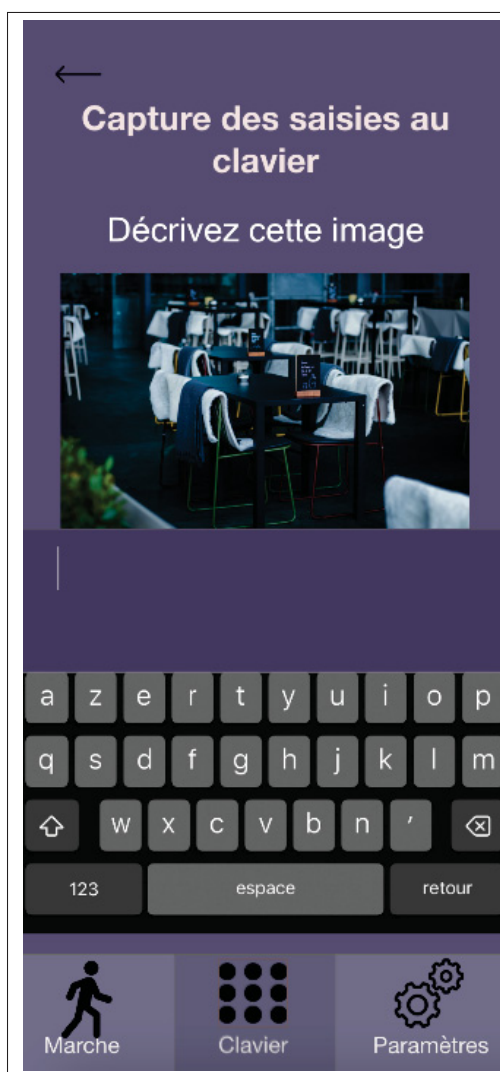 Capture des saisies au
clavier
Décrivez cette image
a z e r t y u i o p
q s d f g h j k l m
w x c v b n '
123 espace retour
Marche Clavier Paramètres